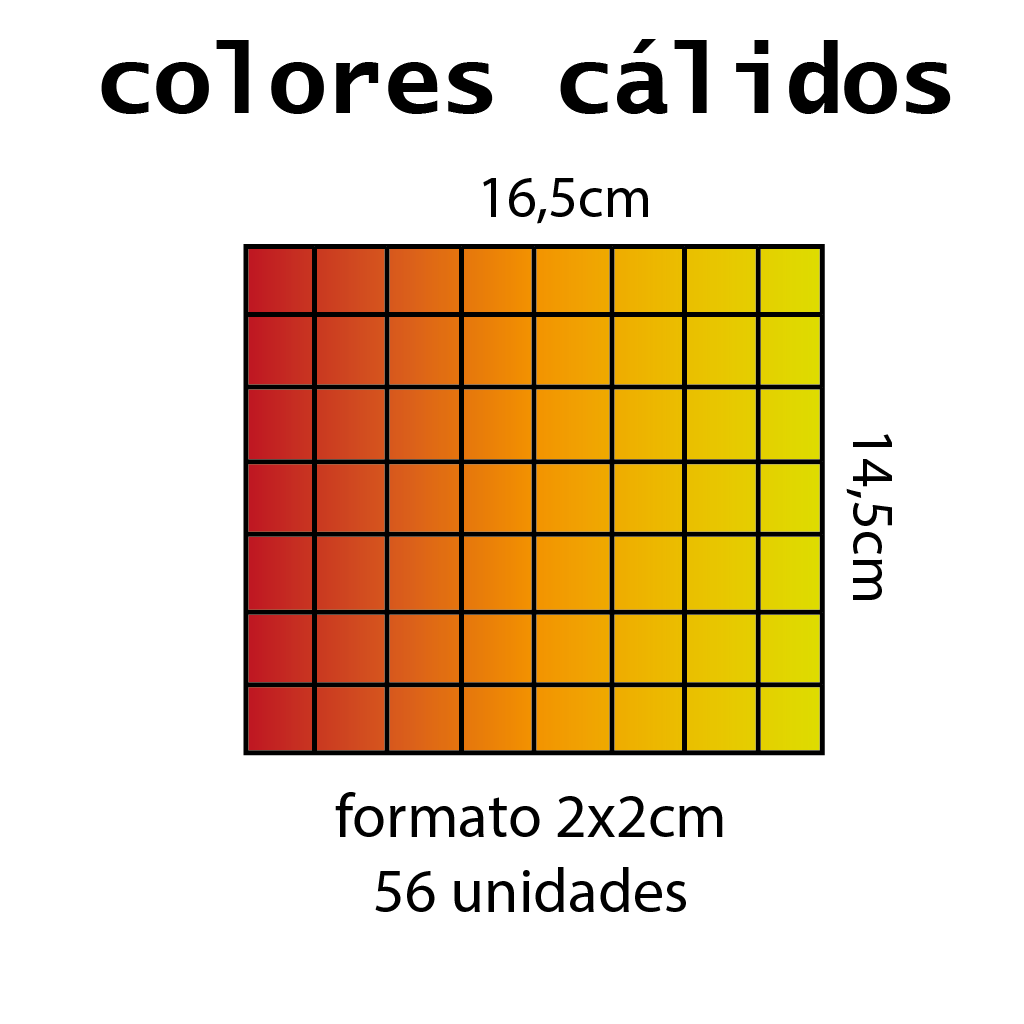 colores cálidos
16,5cm
14,5cm
formato 2x2cm
56 unidades